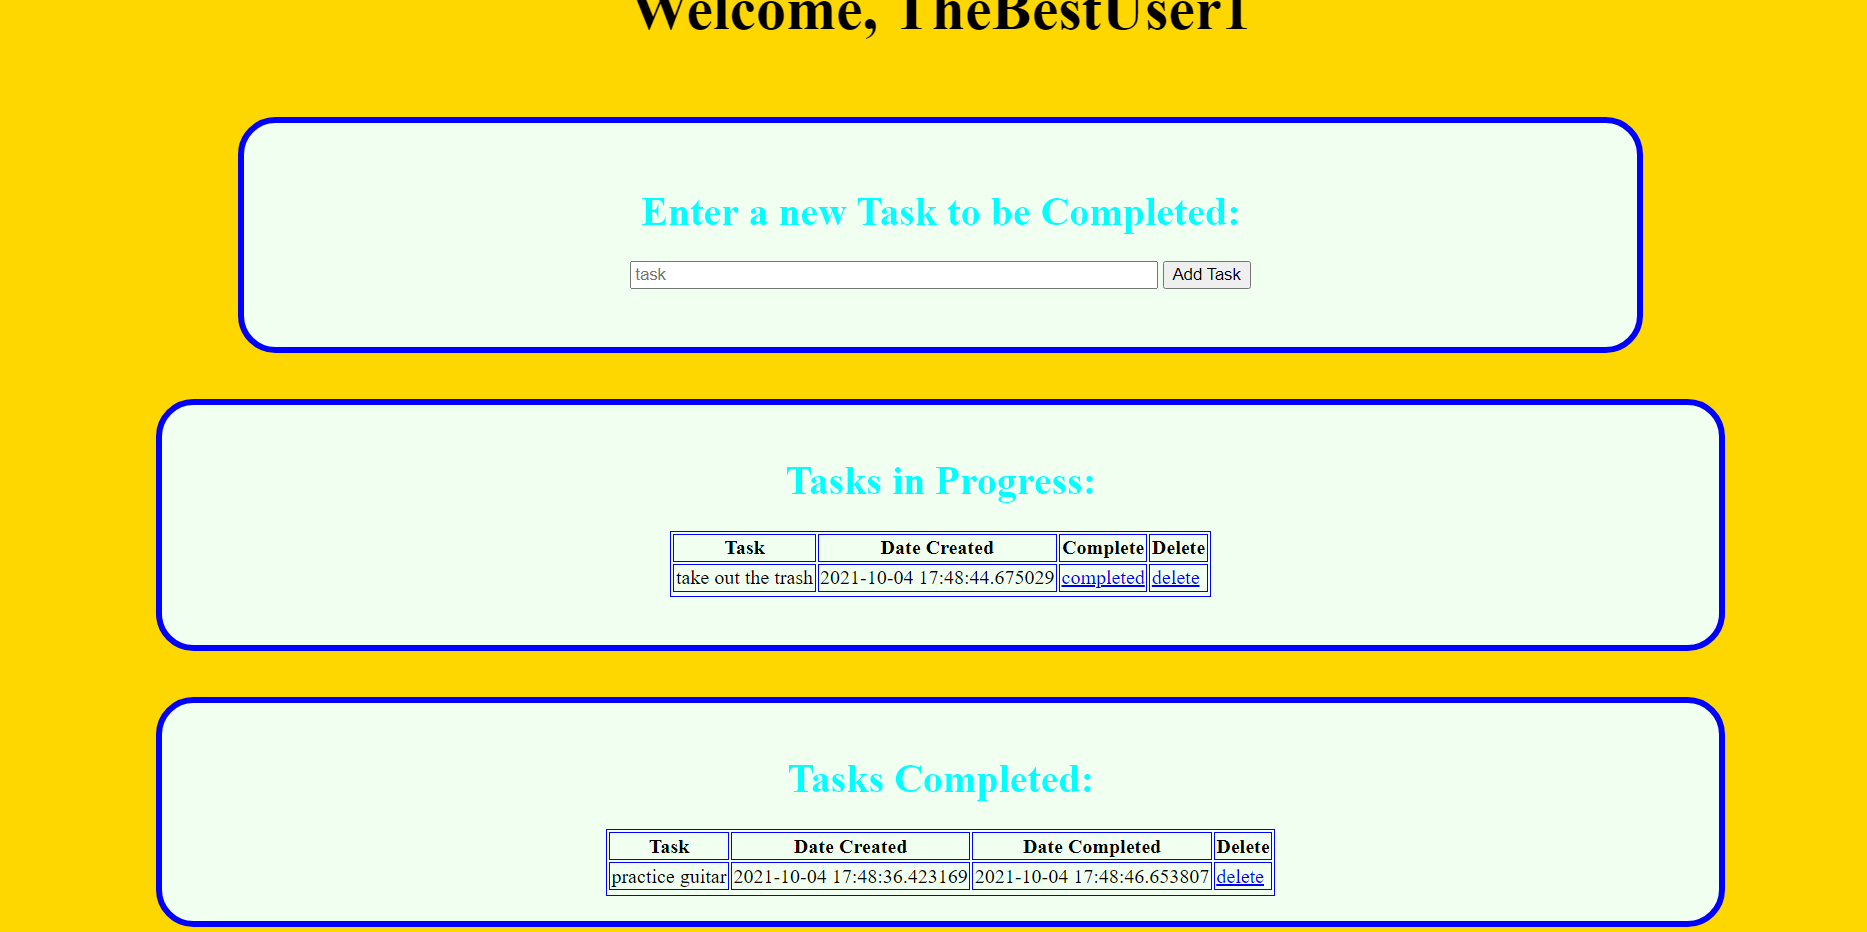 Welcome, TheBestUser1
Enter a new Task to be Completed:
task Add Task
Tasks in Progress:
Task Date Created Complete Delete
take out the trash 2021-10-04 17:48:44.675029 completed delete
Tasks Completed:
Task Date Created Date Completed Delete
practice guitar 2021-10-04 17:48:36.423169 2021-10-04 17:48:46.653807 delete